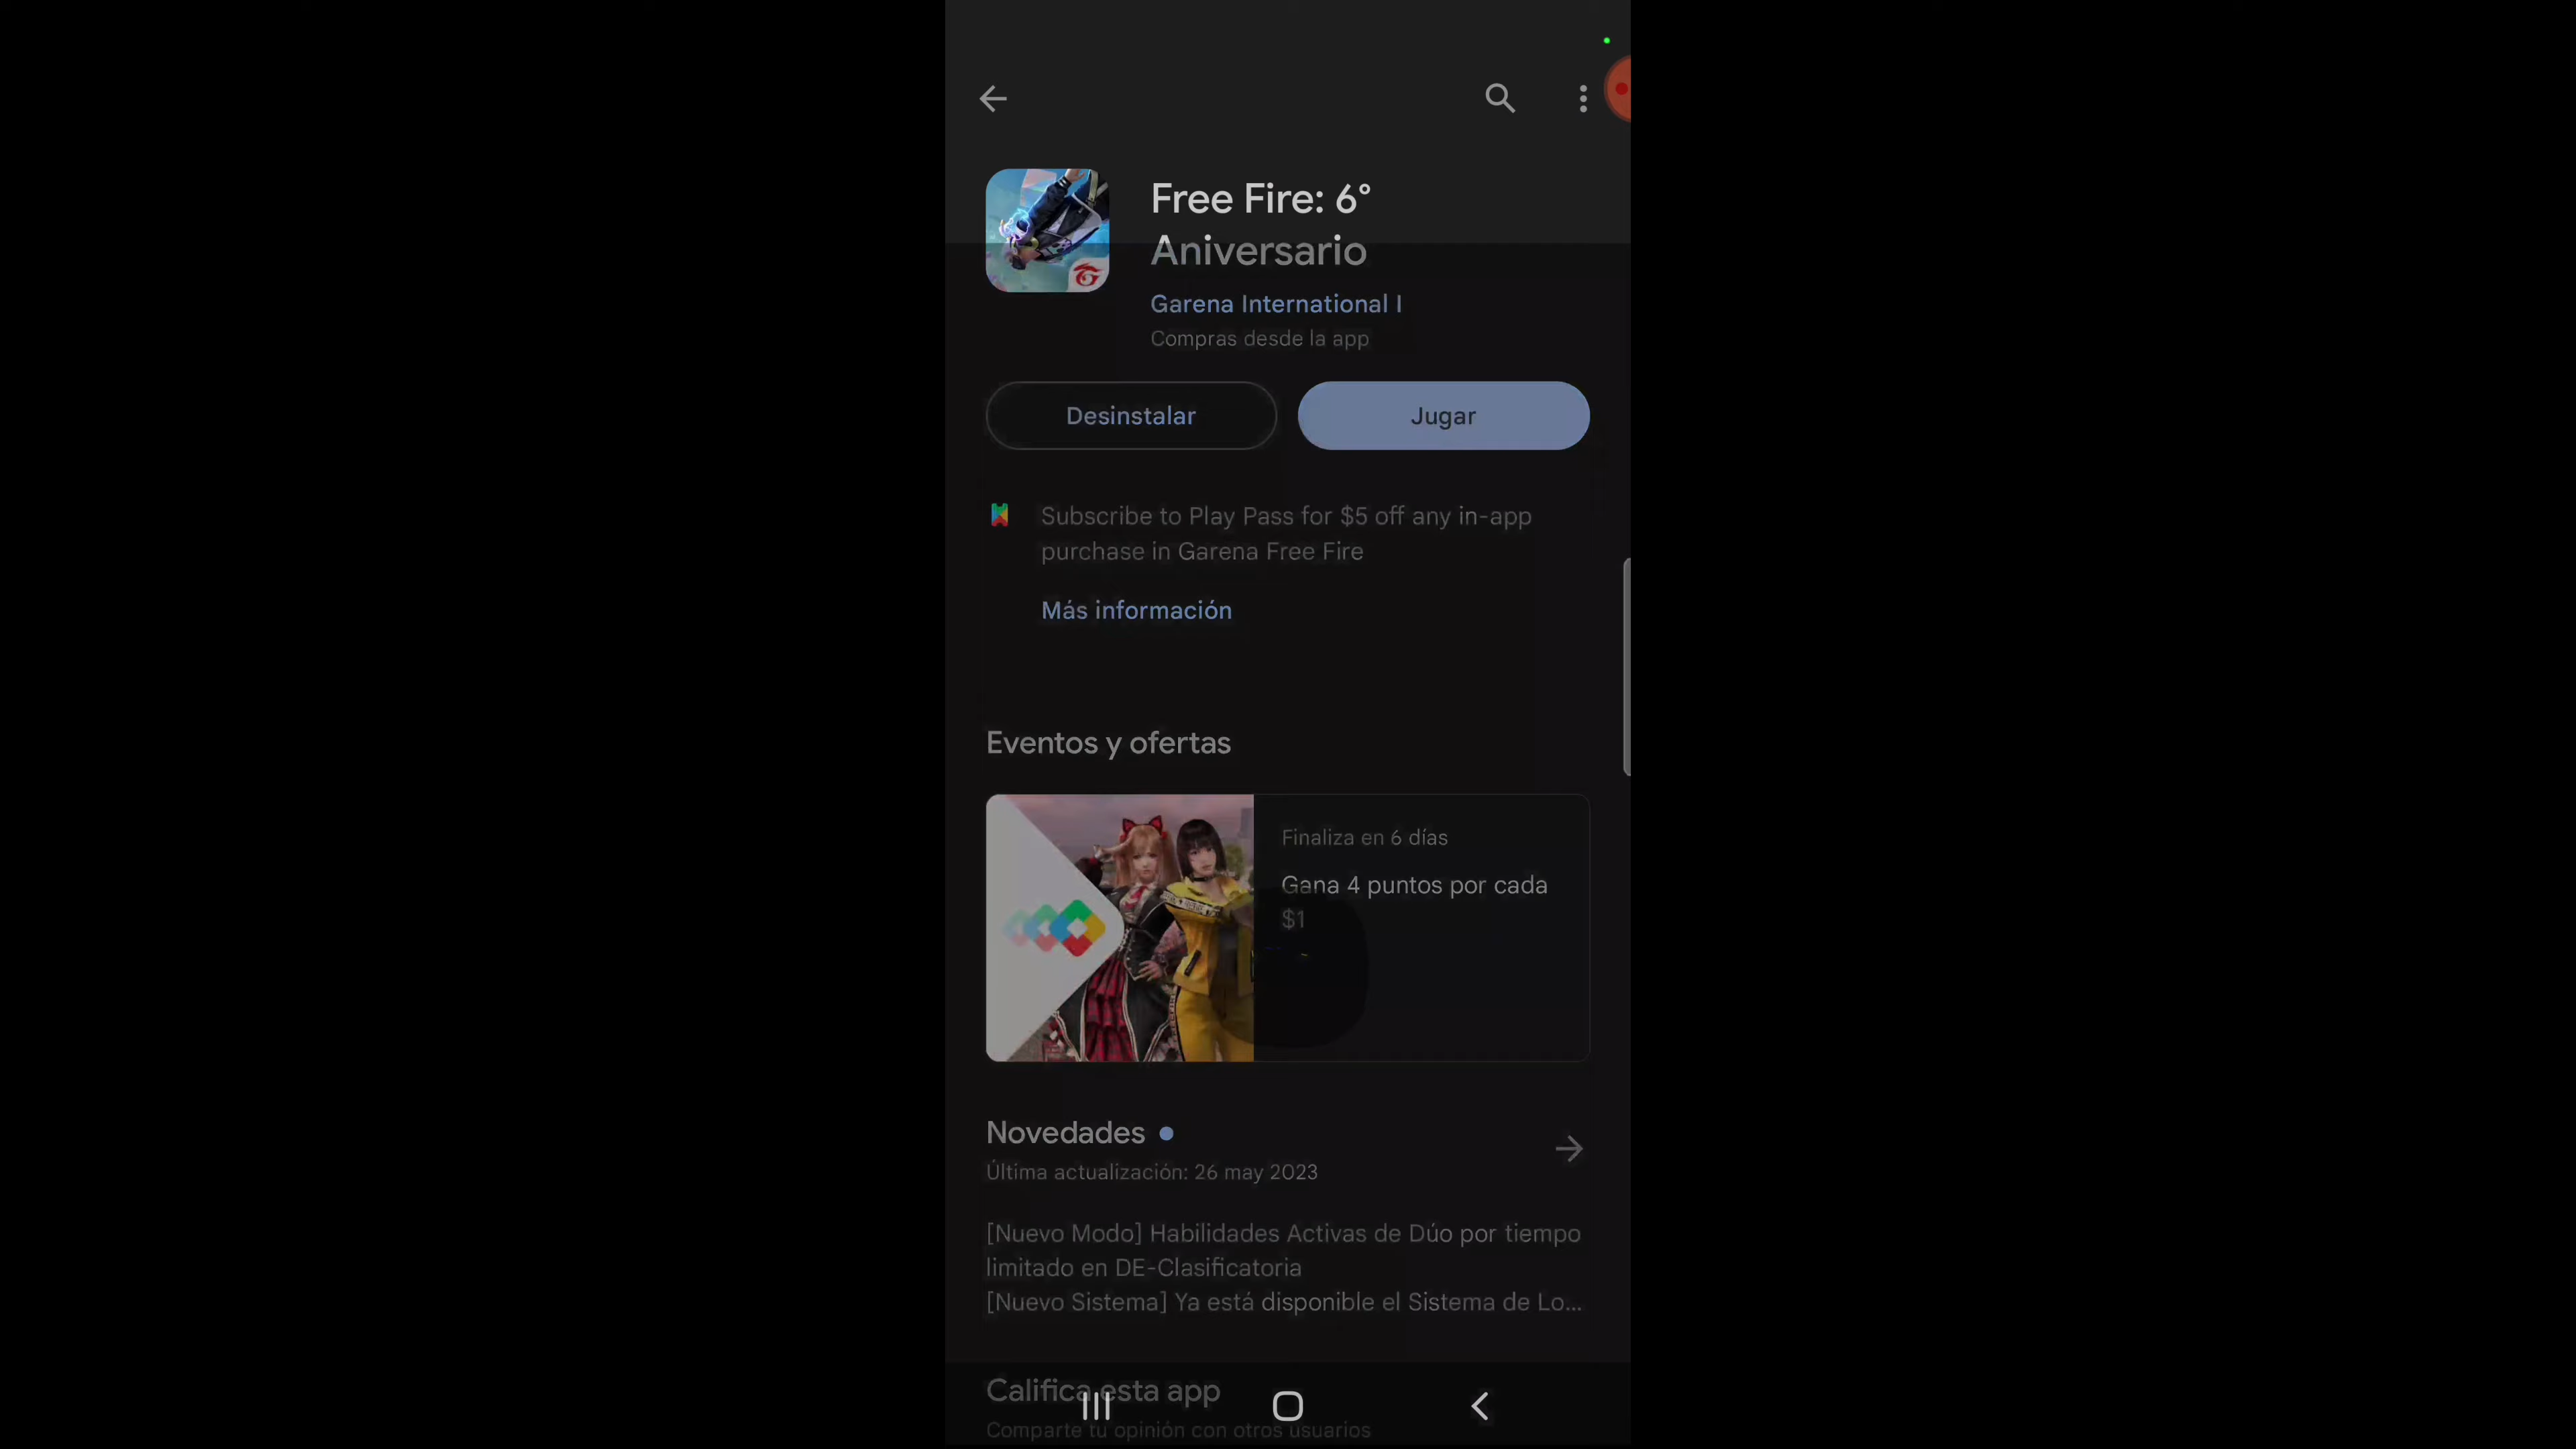 Free Fire: 6°
Aniversario
Garena International I
Compras desde la app
Desinstalar
Jugar
Subscribe to Play Pass for $5 off any in-app
purchase in Garena Free Fire
Más información
Eventos y ofertas
Finaliza en 6 días
Gana 4 puntos por cada
$1
Novedades
Última actualización: 26 may 2023
[Nuevo Modo] Habilidades Activas de Dúo por tiempo
limitado en DE-Clasificatoria
[Nuevo Sistema] Ya está disponible el Sistema de Lo...
Califica esta app
Comparte tu opinión con otros usuarios